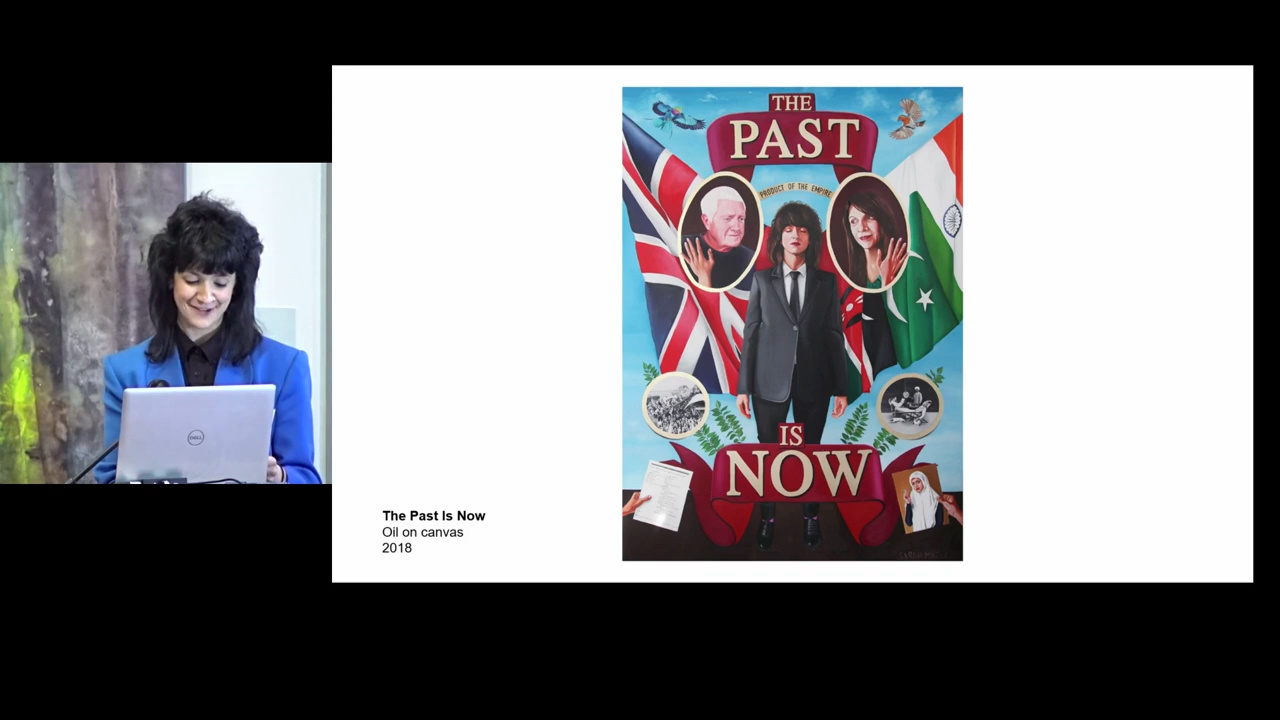 THE
PAST
PRODUCT OF THE EMPIRE
IS
NOW
The Past Is Now
Oil on canvas
2018
DELL